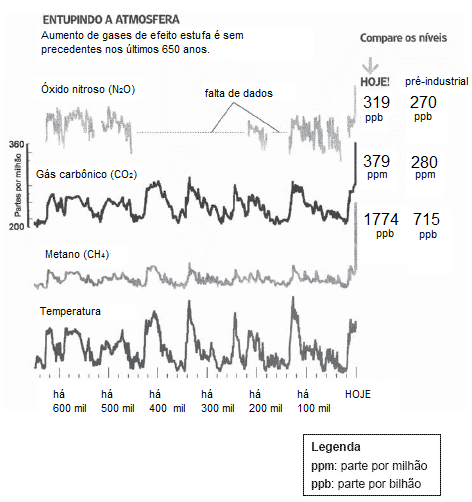 ENTUPINDO A ATMOSFERA
Aumento de gases de efeito estufa é sem
precedentes nos últimos 650 anos.
Compare os níveis
HOJE!
pré-industrial
Óxido nitroso (N2O)
falta de dados
319
ppb
270
ppb
360
Partes por milhão
200
Gás carbônico (CO2)
379
ppm
280
ppm
1774
ppb
715
ppb
Metano (CH4)
Temperatura
há
600 mil
há
500 mil
há
400 mil
há
300 mil
há
200 mil
há
100 mil
HOJE
Legenda
ppm: parte por milhão
ppb: parte por bilhão